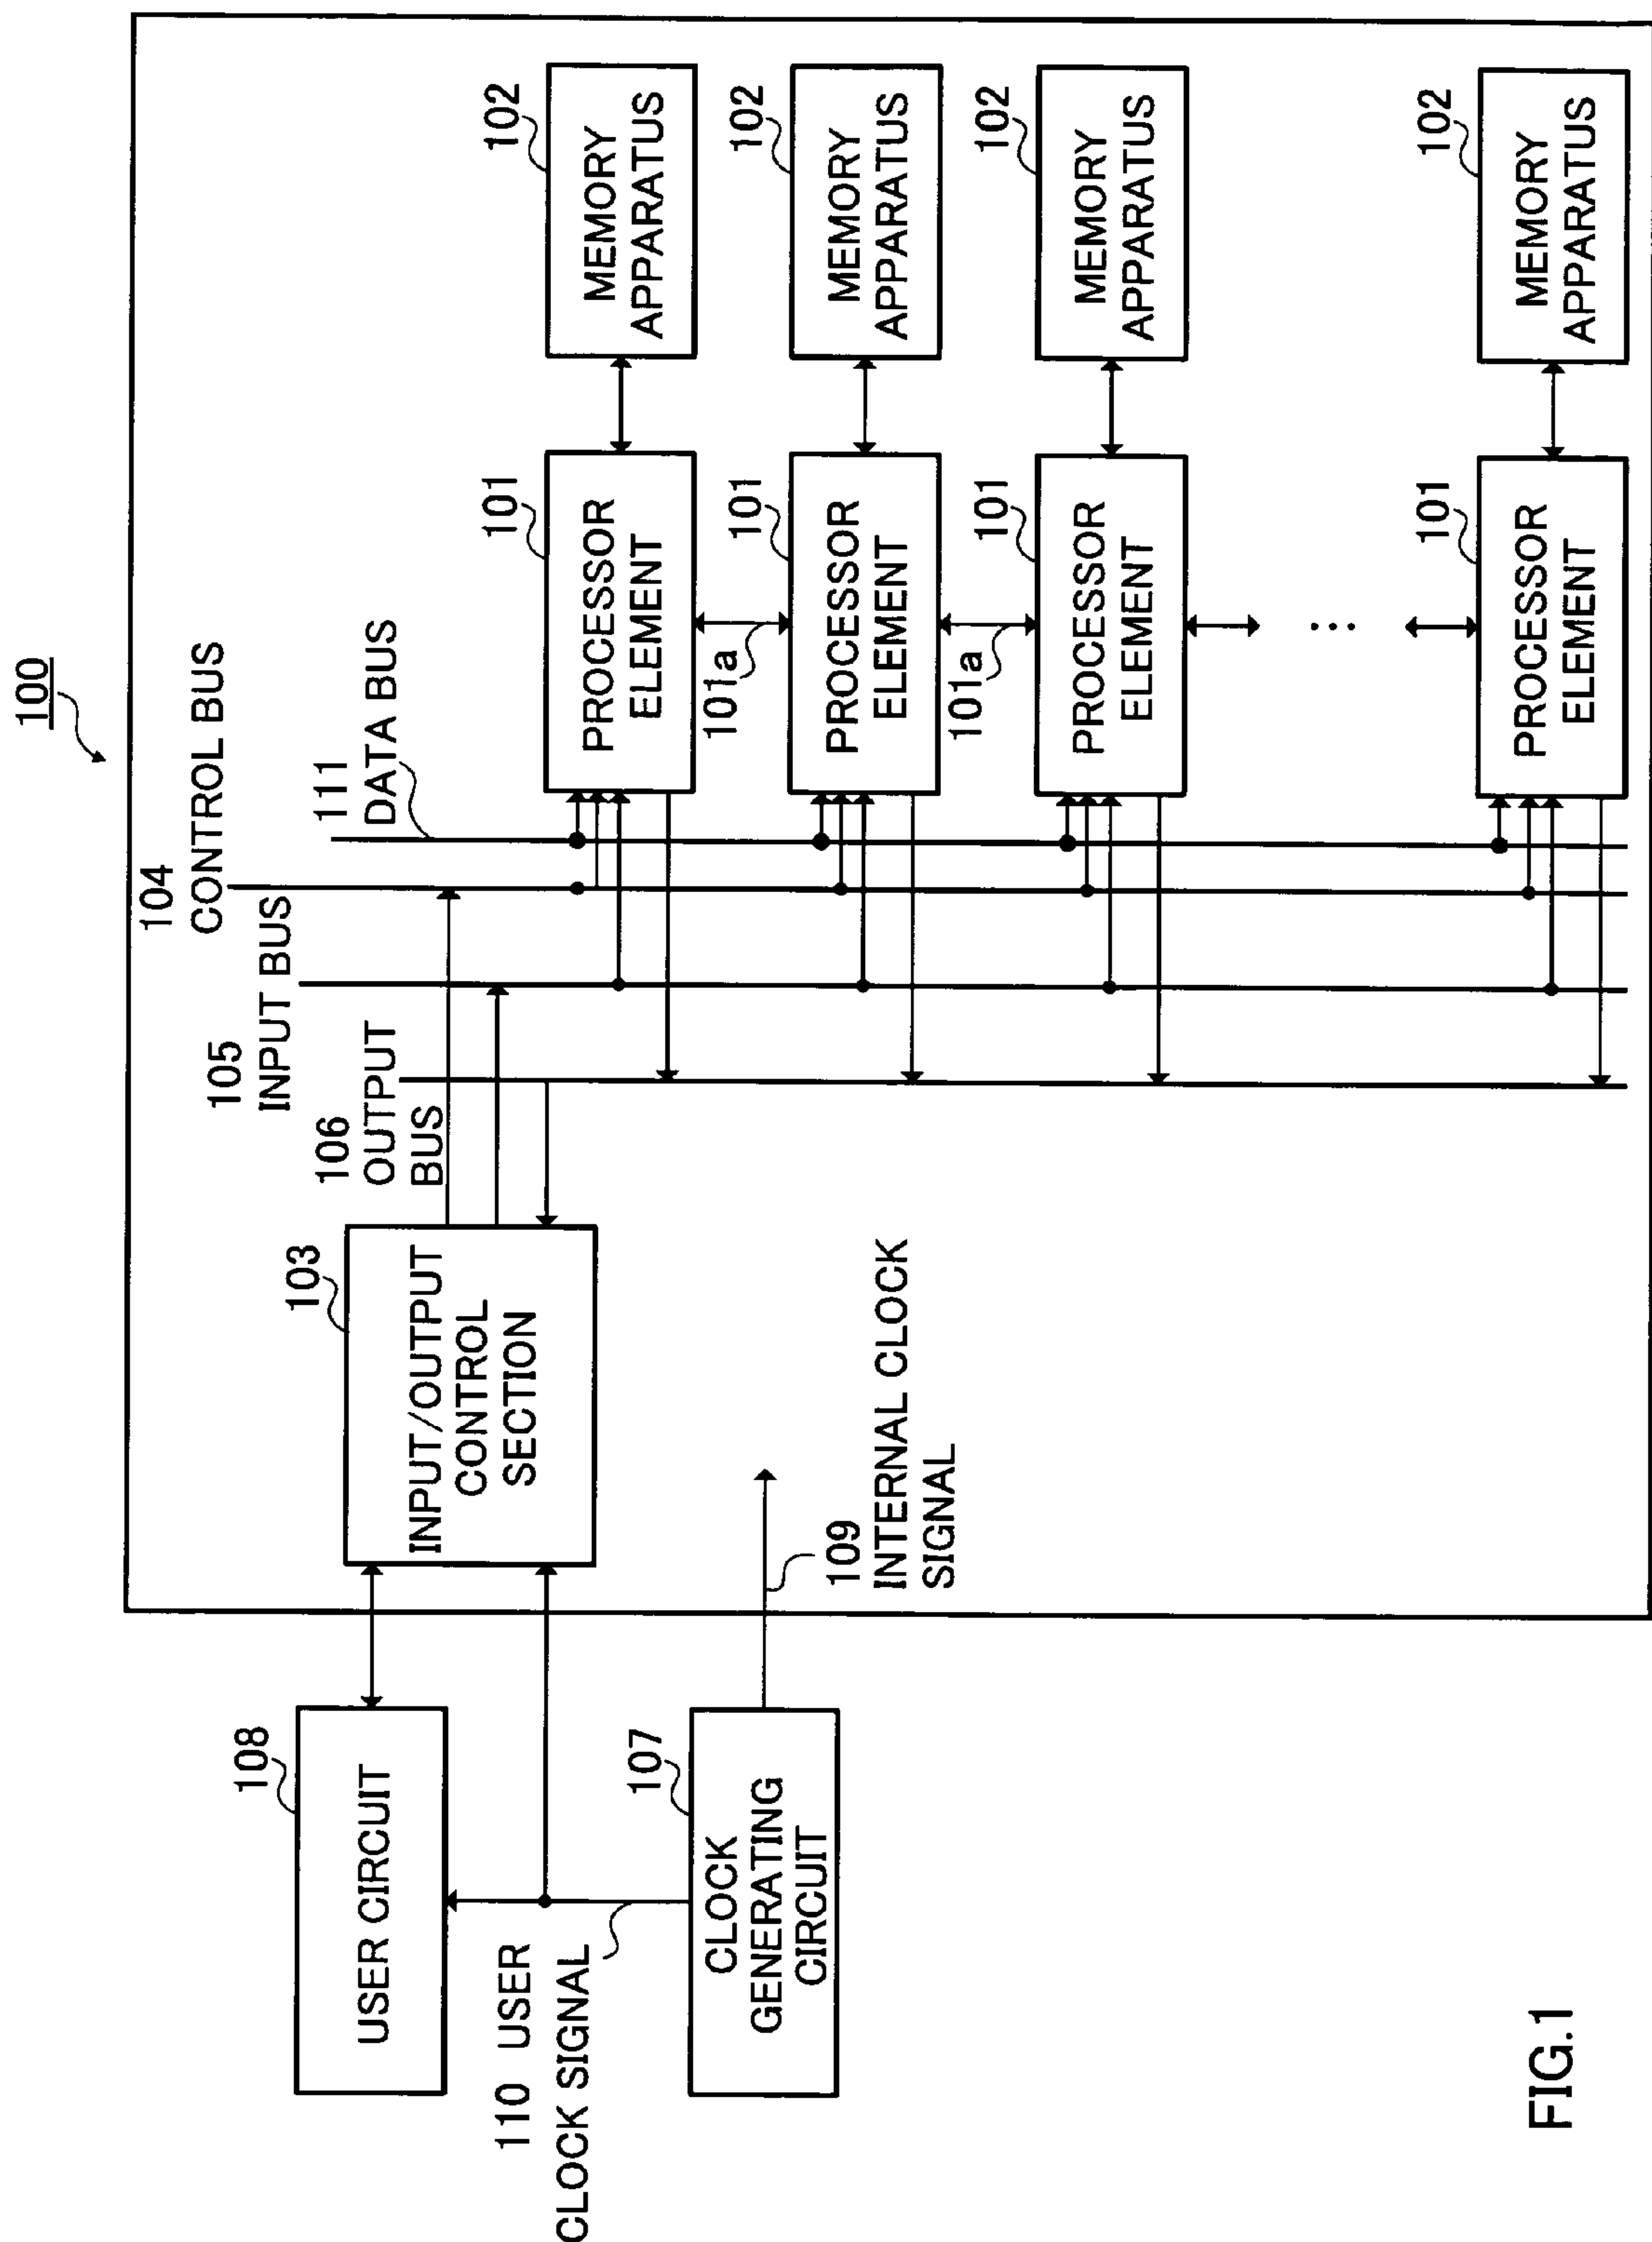 100
108
USER CIRCUIT
110 USER
CLOCK SIGNAL
107
CLOCK
GENERATING
CIRCUIT
103
INPUT/OUTPUT
CONTROL
SECTION
109
INTERNAL CLOCK
SIGNAL
104
CONTROL BUS
105
INPUT BUS
106
OUTPUT
BUS
111
DATA BUS
101
PROCESSOR
ELEMENT
102
MEMORY
APPARATUS
101a
101
PROCESSOR
ELEMENT
102
MEMORY
APPARATUS
101a
101
PROCESSOR
ELEMENT
102
MEMORY
APPARATUS
...
101
PROCESSOR
ELEMENT
102
MEMORY
APPARATUS
FIG.1